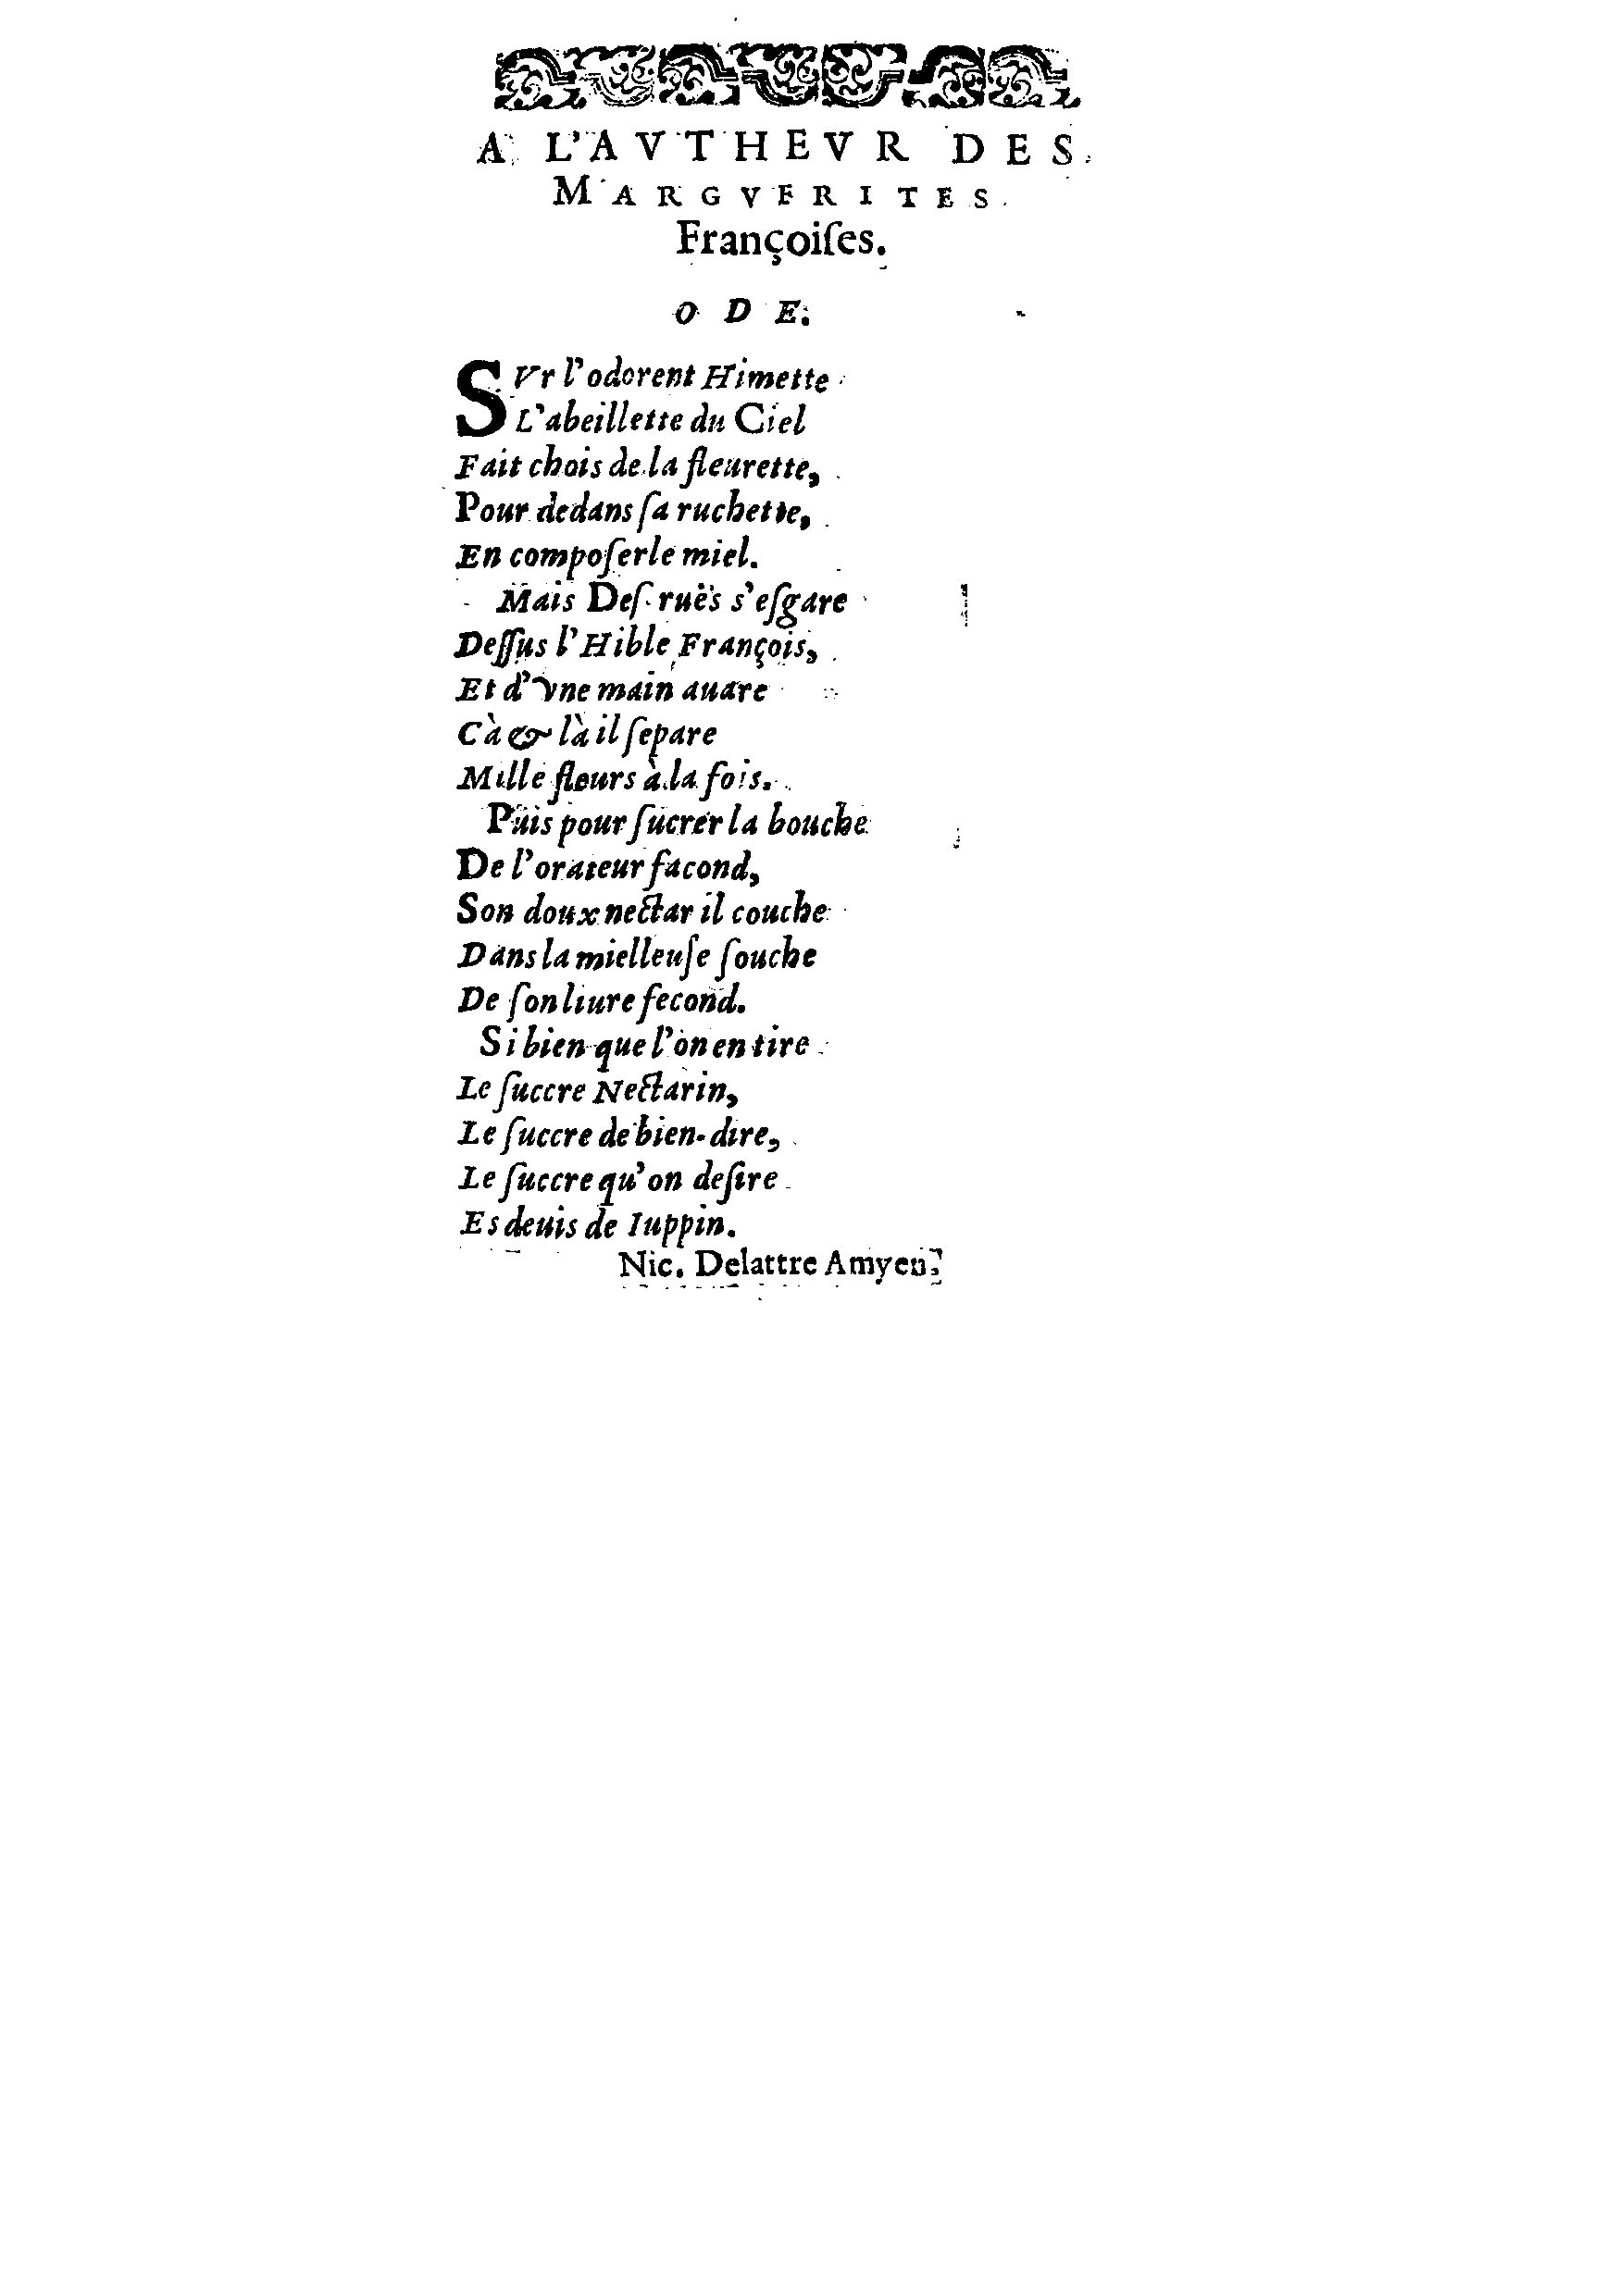 A L'AVTHEVR DES
MARGVERITES
Françoiſes.
ODE.
SVr l'odorent Himette
L'abeillette du Ciel
Fait chois de la fleurette,
Pour dedans ſa ruchette,
En compoſer le miel.
Mais Deſ-ruës s'eſgare
Deſſus l'Hible François,
Et d'vne main auare
Cà & là il ſepare
Mille fleurs à la fois.
Puis pour ſucrer la bouche
De l'orateur facond,
Son doux nectar il couche
Dans la mielleuſe ſouche
De ſon liure fecond.
Si bien que l'on en tire
Le ſuccre Nectarin,
Le ſuccre de bien-dire,
Le ſuccre qu'on deſire
Es deuis de Iuppin.
Nic. Delattre Amyen.